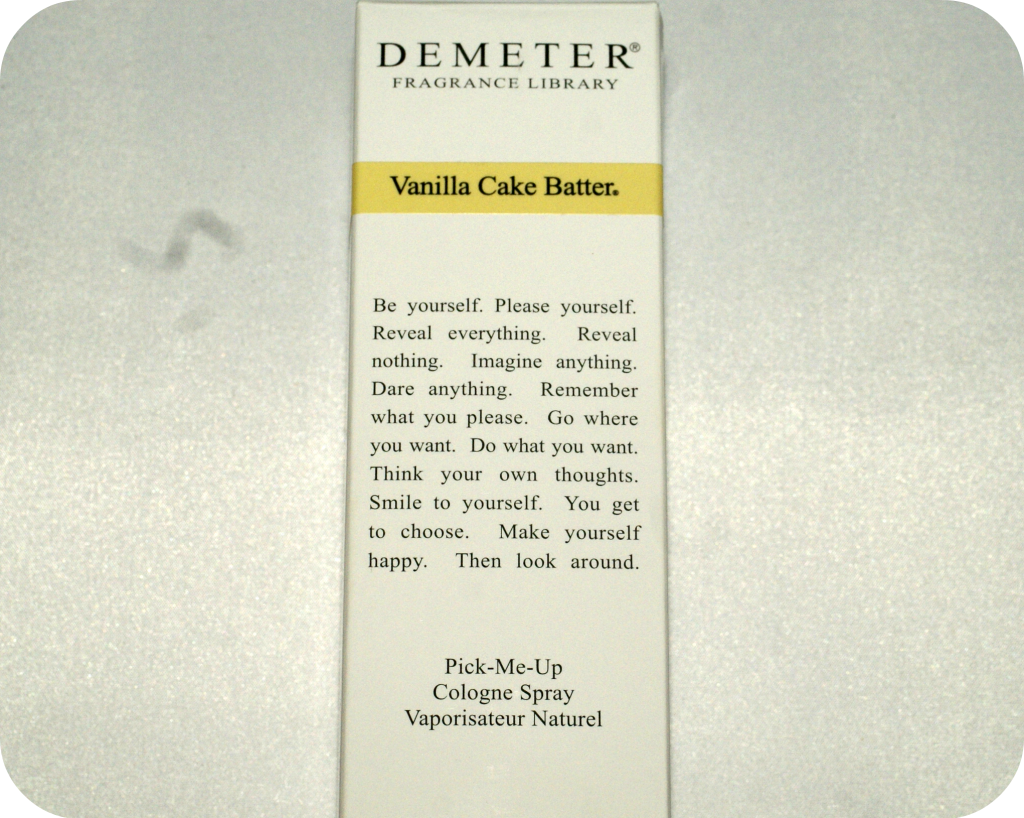 DEMETER®
FRAGRANCE LIBRARY
Vanilla Cake Batter®
Be yourself. Please yourself.
Reveal everything. Reveal
nothing. Imagine anything.
Dare anything. Remember
what you please. Go where
you want. Do what you want.
Think your own thoughts.
Smile to yourself. You get
to choose. Make yourself
happy. Then look around.
Pick-Me-Up
Cologne Spray
Vaporisateur Naturel